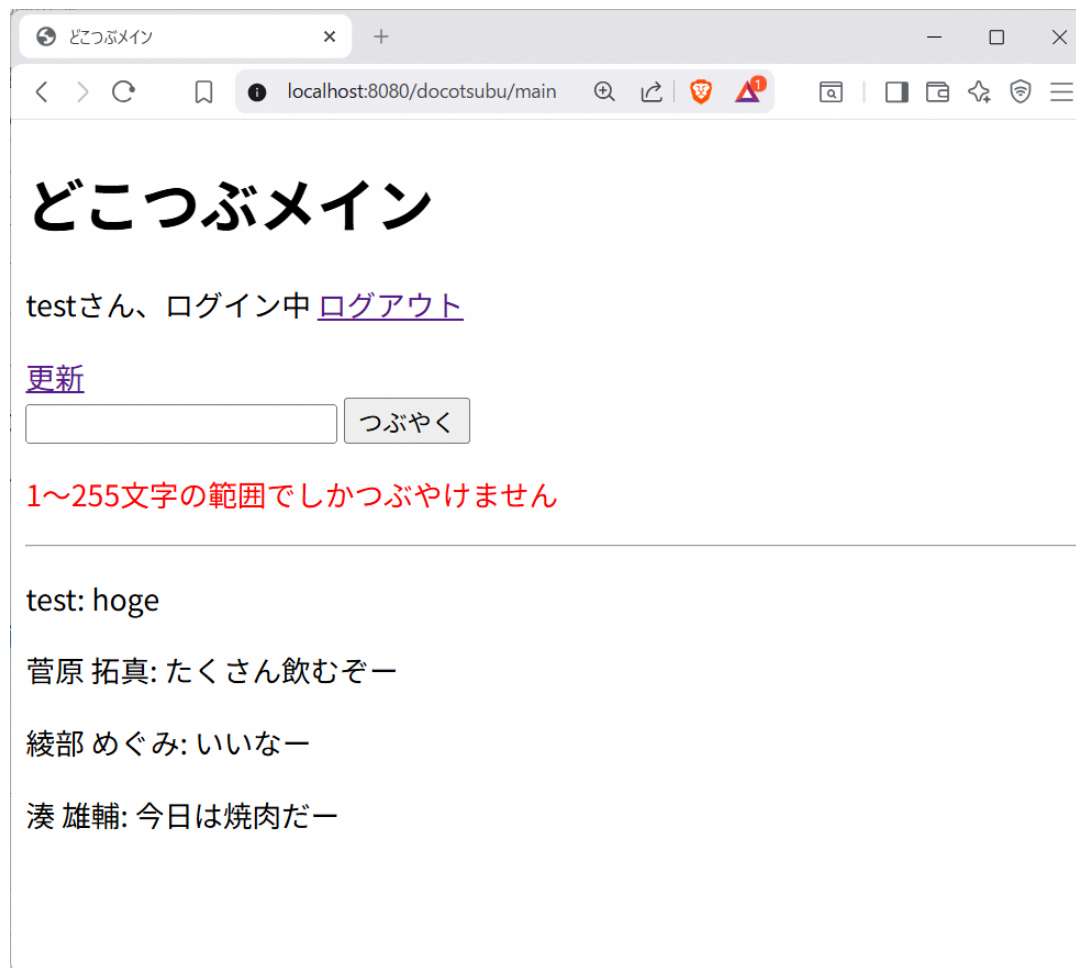 どこつぶメイン
localhost:8080/docotsubu/main
1
どこつぶメイン
testさん、ログイン中 ログアウト
更新
つぶやく
1～255文字の範囲でしかつぶやけません
test: hoge
菅原 拓真: たくさん飲むぞー
綾部 めぐみ: いいなー
湊 雄輔: 今日は焼肉だー